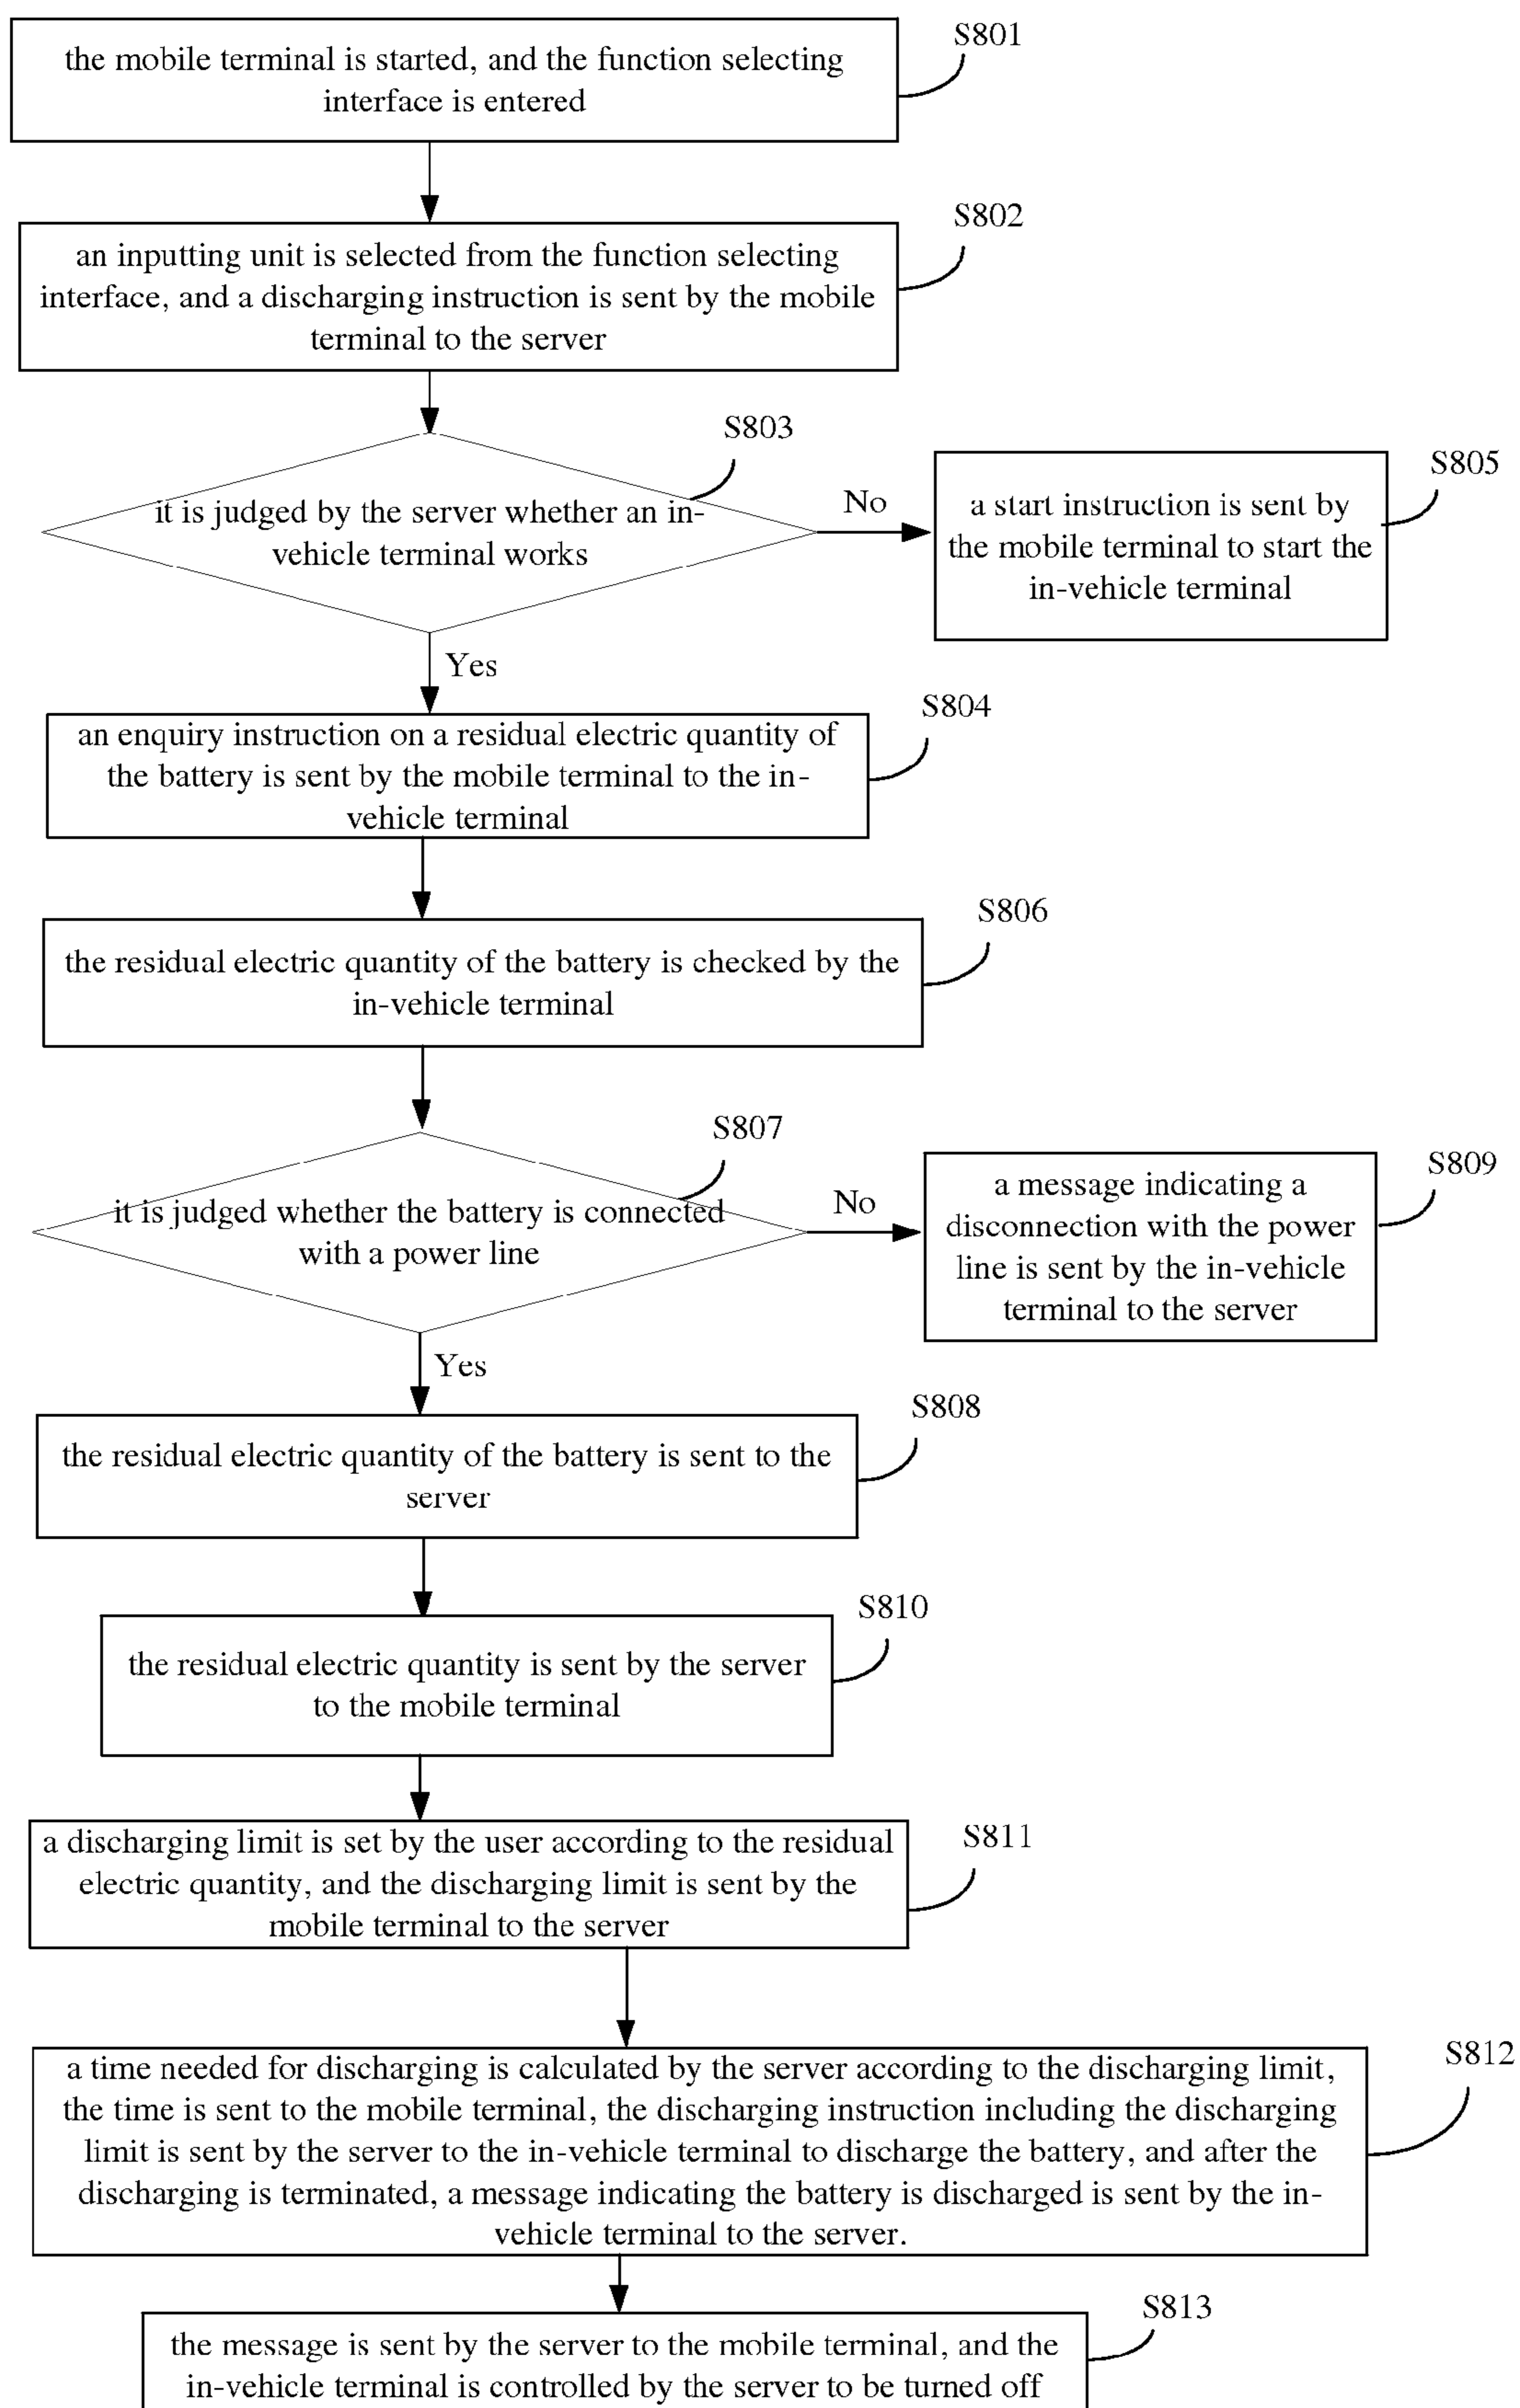 the mobile terminal is started, and the function selecting
interface is entered
S801
an inputting unit is selected from the function selecting
interface, and a discharging instruction is sent by the mobile
terminal to the server
S802
S803
it is judged by the server whether an in-
vehicle terminal works
No
a start instruction is sent by
the mobile terminal to start the
in-vehicle terminal
S805
Yes
an enquiry instruction on a residual electric quantity of
the battery is sent by the mobile terminal to the in-
vehicle terminal
S804
the residual electric quantity of the battery is checked by the
in-vehicle terminal
S806
S807
it is judged whether the battery is connected
with a power line
No
a message indicating a
disconnection with the power
line is sent by the in-vehicle
terminal to the server
S809
Yes
the residual electric quantity of the battery is sent to the
server
S808
the residual electric quantity is sent by the server
to the mobile terminal
S810
a discharging limit is set by the user according to the residual
electric quantity, and the discharging limit is sent by the
mobile terminal to the server
S811
a time needed for discharging is calculated by the server according to the discharging limit,
the time is sent to the mobile terminal, the discharging instruction including the discharging
limit is sent by the server to the in-vehicle terminal to discharge the battery, and after the
discharging is terminated, a message indicating the battery is discharged is sent by the in-
vehicle terminal to the server.
S812
the message is sent by the server to the mobile terminal, and the
in-vehicle terminal is controlled by the server to be turned off
S813